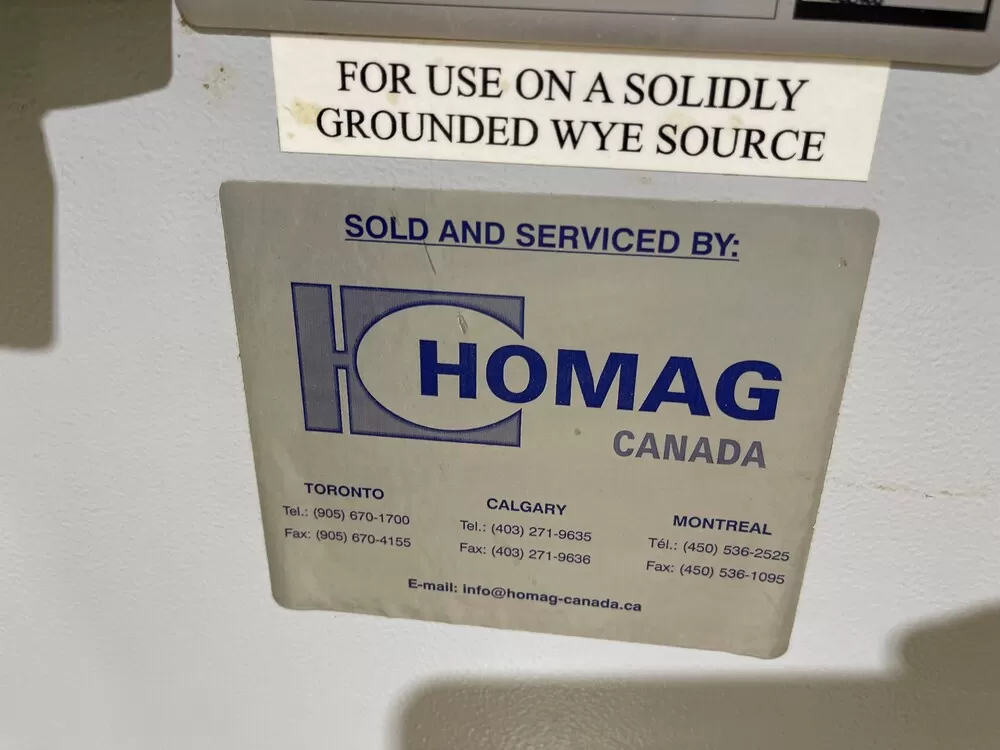 FOR USE ON A SOLIDLY
GROUNDED WYE SOURCE
SOLD AND SERVICED BY:
HOMAG
CANADA
TORONTO
Tel.: (905) 670-1700
Fax: (905) 670-4155
CALGARY
Tel.: (403) 271-9635
Fax: (403) 271-9636
MONTREAL
Tél.: (450) 536-2525
Fax: (450) 536-1095
E-mail: info@homag-canada.ca